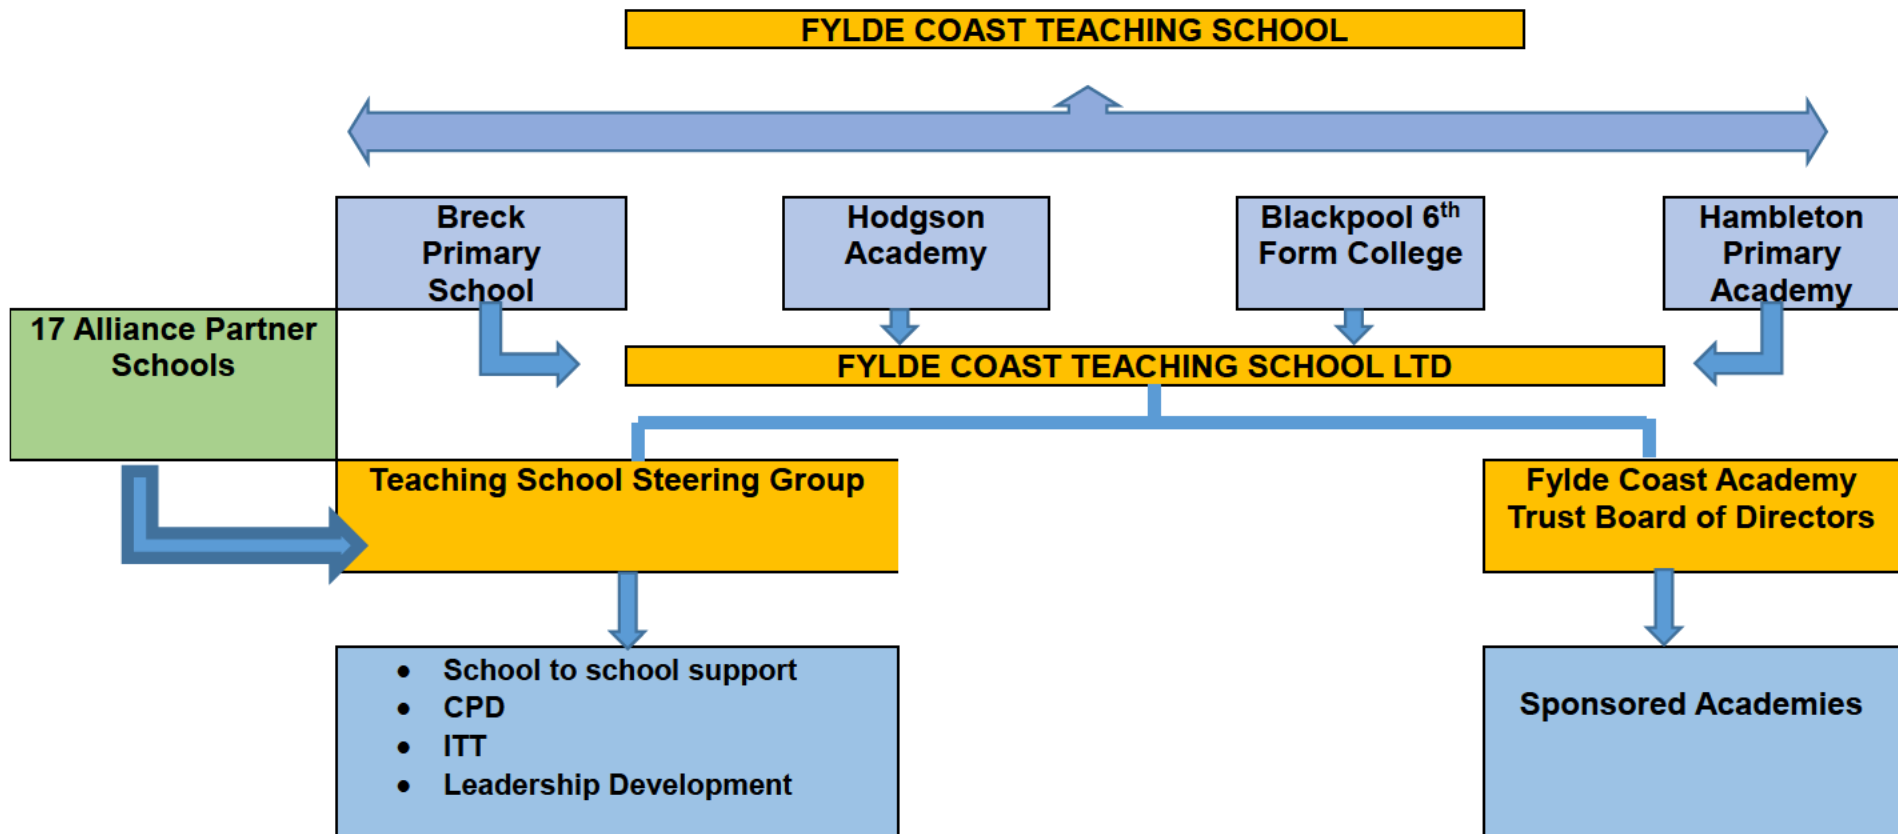 FYLDE COAST TEACHING SCHOOL
Breck
Primary
School
Hodgson
Academy
Blackpool 6th
Form College
Hambleton
Primary
Academy
17 Alliance Partner
Schools
FYLDE COAST TEACHING SCHOOL LTD
Teaching School Steering Group
Fylde Coast Academy
Trust Board of Directors
• School to school support
• CPD
• ITT
• Leadership Development
Sponsored Academies